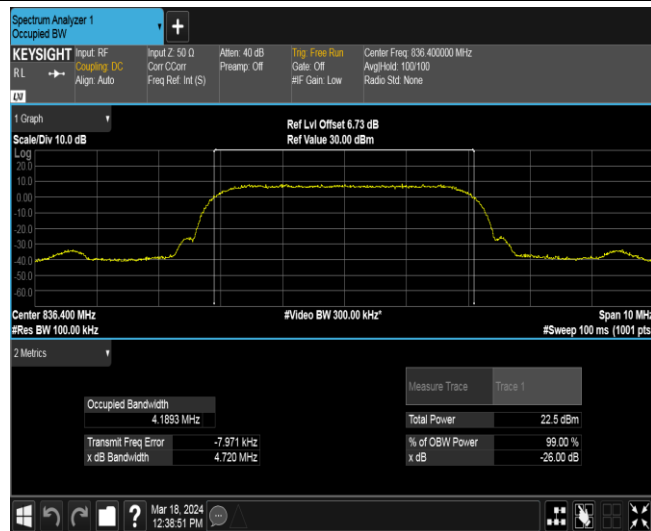 Spectrum Analyzer 1
Occupied BW
KEYSIGHT
RL
Input: RF
Coupling: DC
Align: Auto
Input Z: 50 Ω
Corr CCorr
Freq Ref: Int (S)
Atten: 40 dB
Preamp: Off
Trig: Free Run
Gate: Off
#IF Gain: Low
Center Freq: 836.400000 MHz
Avg|Hold: 100/100
Radio Std: None
1 Graph
Scale/Div 10.0 dB
Ref Lvl Offset 6.73 dB
Ref Value 30.00 dBm
Log
20.0
10.0
0.00
-10.0
-20.0
-30.0
-40.0
-50.0
-60.0
Center 836.400 MHz
#Res BW 100.00 kHz
#Video BW 300.00 kHz*
Span 10 MHz
#Sweep 100 ms (1001 pts
2 Metrics
Measure Trace Trace 1
Occupied Bandwidth
4.1893 MHz
Total Power 22.5 dBm
Transmit Freq Error -7.971 kHz
% of OBW Power 99.00 %
x dB Bandwidth 4.720 MHz
x dB -26.00 dB
?
Mar 18, 2024
12:38:51 PM